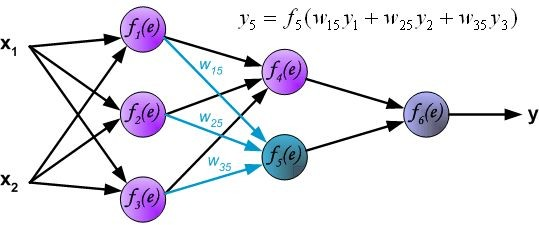 y₅ = f₅(w₁₅y₁ + w₂₅y₂ + w₃₅y₃)
f₁(e)
x₁
w₁₅
f₄(e)
f₂(e)
w₂₅
f₆(e)
y
f₅(e)
w₃₅
x₂
f₃(e)